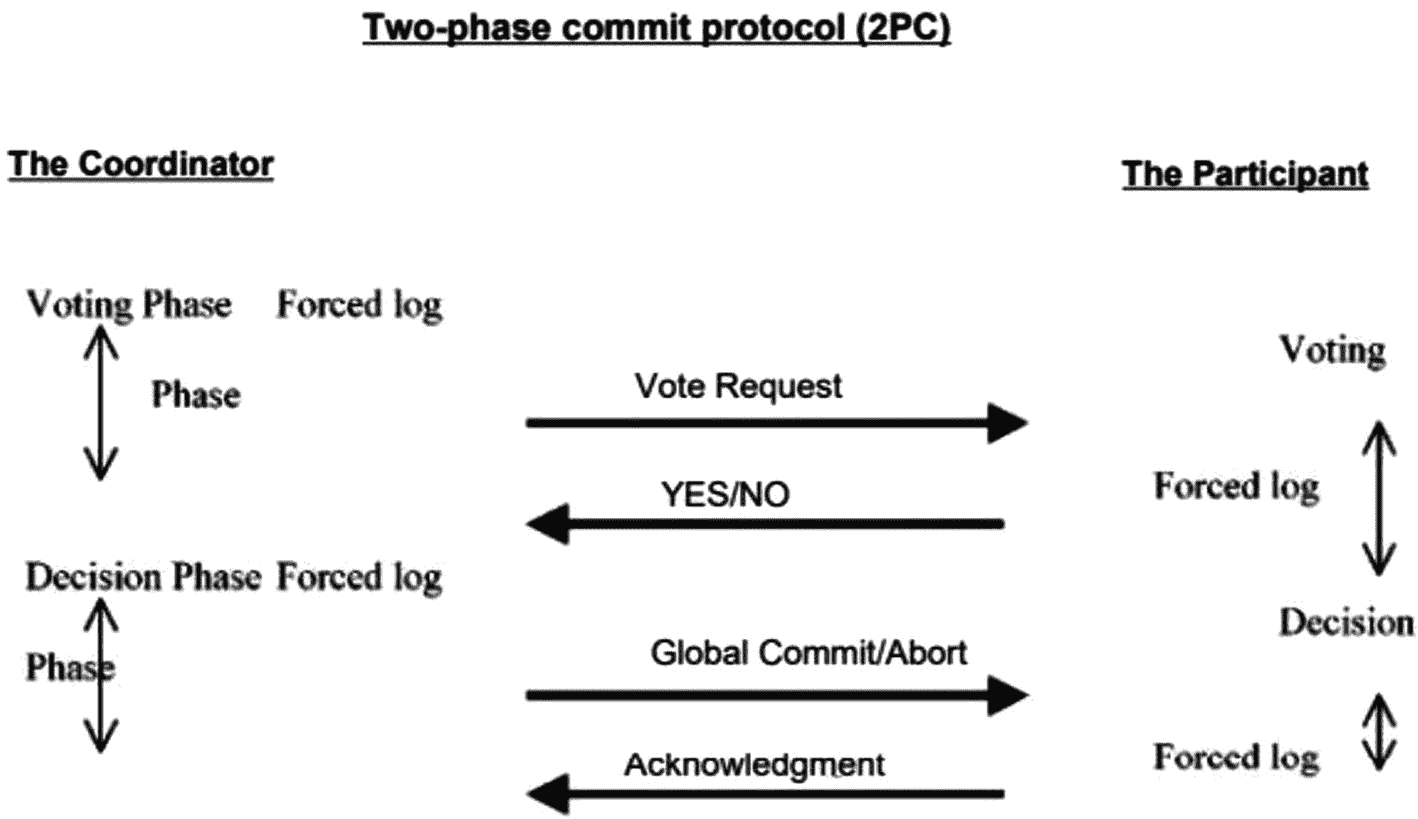 Two-phase commit protocol (2PC)
The Coordinator
The Participant
Voting Phase Forced log
Voting
Phase
Vote Request
YES/NO
Forced log
Decision Phase Forced log
Decision
Phase
Global Commit/Abort
Acknowledgment
Forced log